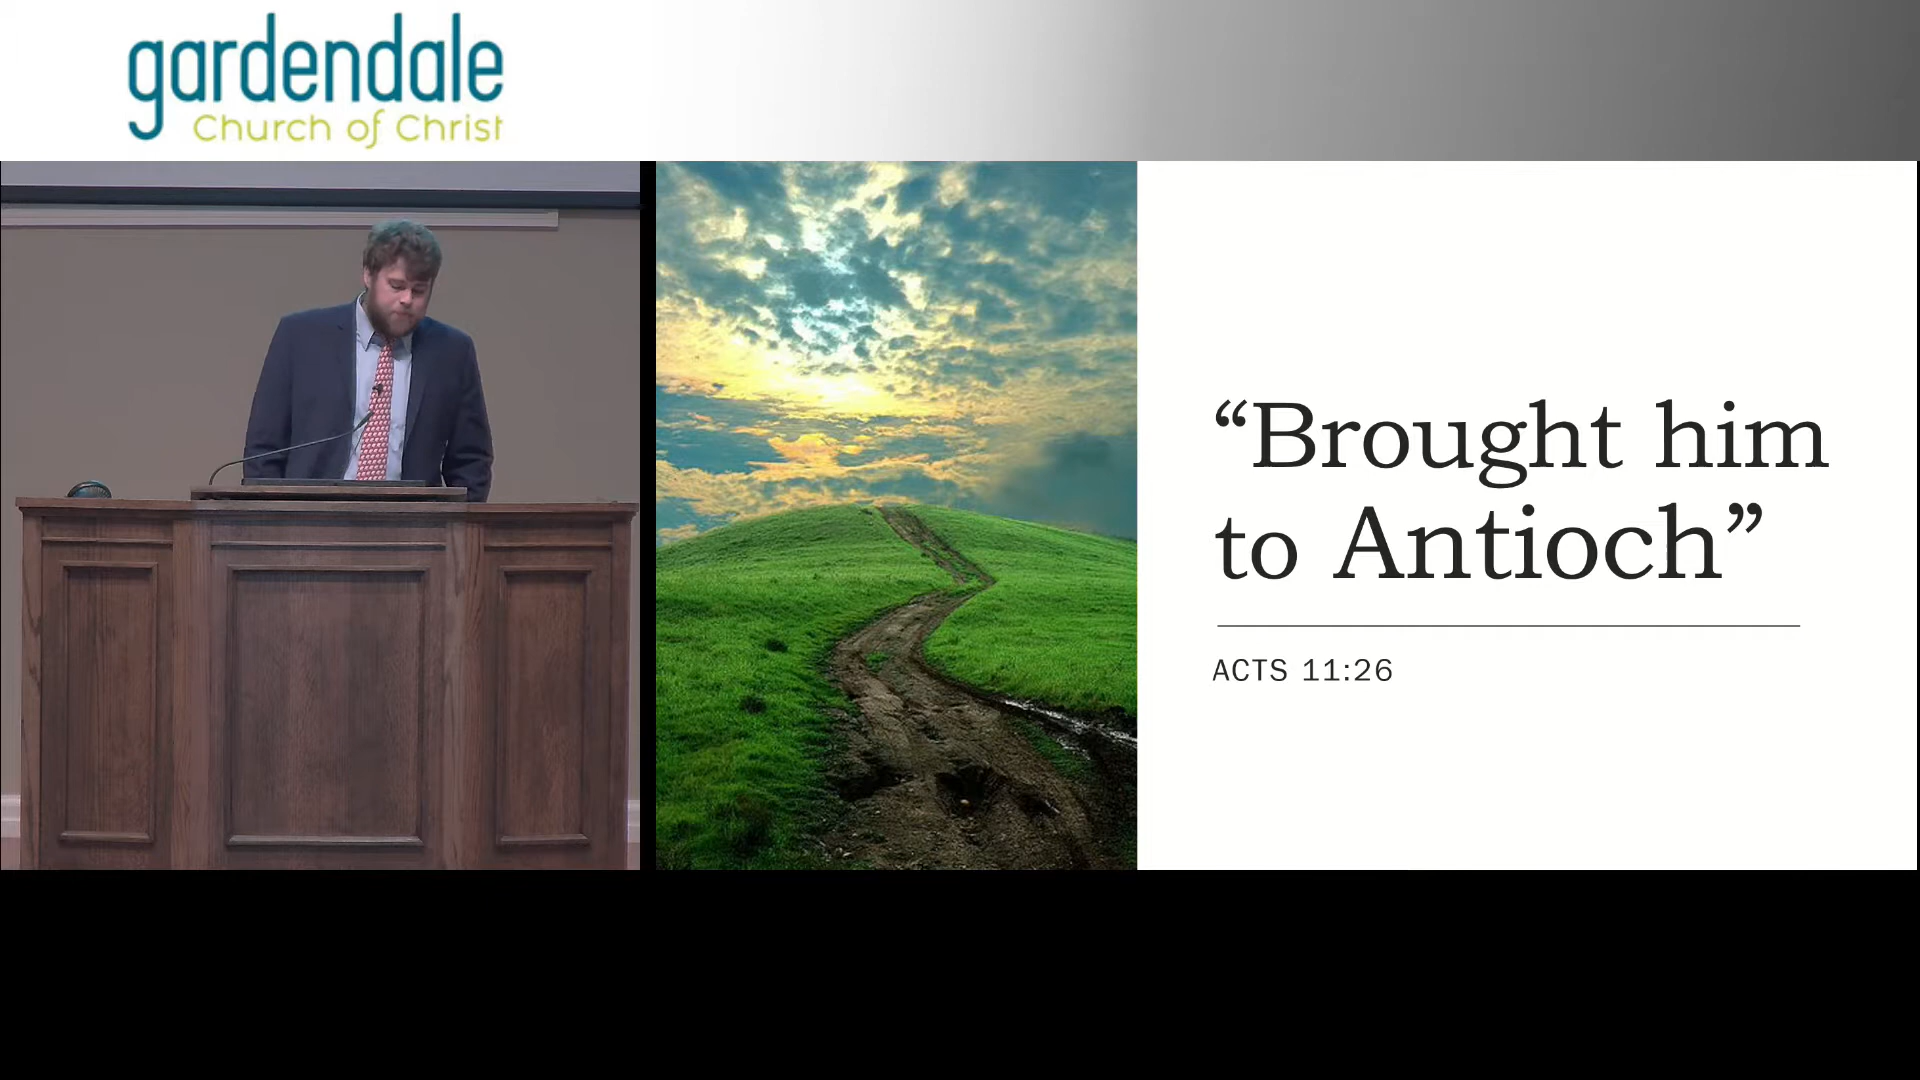 gardendale
Church of Christ
“Brought him
to Antioch”
ACTS 11:26